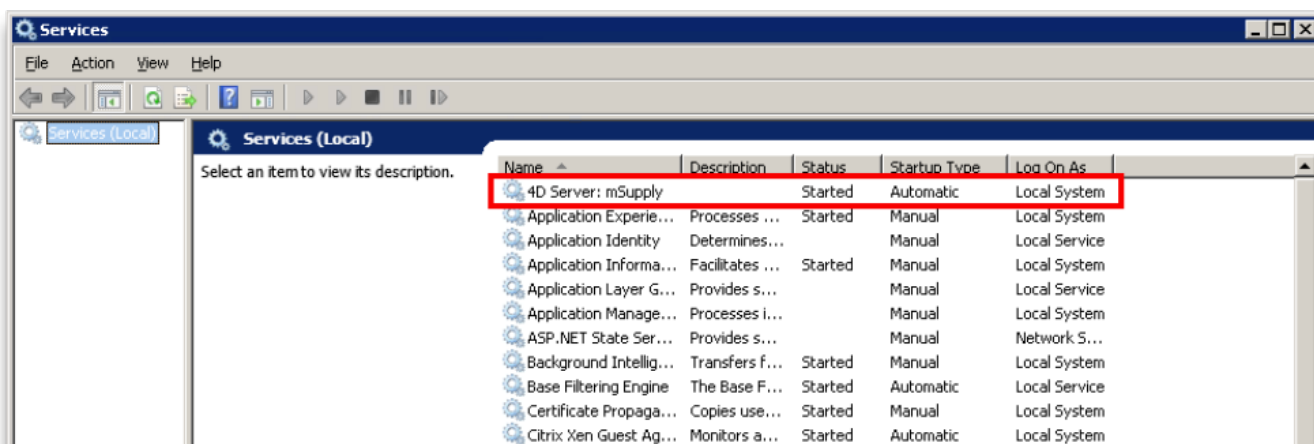 Services
File Action View Help
Services (Local)
Services (Local)
Select an item to view its description.
Name Description Status Startup Type Log On As
4D Server: mSupply Started Automatic Local System
Application Experie... Processes ... Started Manual Local System
Application Identity Determines... Manual Local Service
Application Informa... Facilitates ... Started Manual Local System
Application Layer G... Provides s... Manual Local Service
Application Manage... Processes i... Manual Local System
ASP.NET State Ser... Provides s... Manual Network S...
Background Intellig... Transfers f... Started Manual Local System
Base Filtering Engine The Base F... Started Automatic Local Service
Certificate Propaga... Copies use... Started Manual Local System
Citrix Xen Guest Ag... Monitors a... Started Automatic Local System